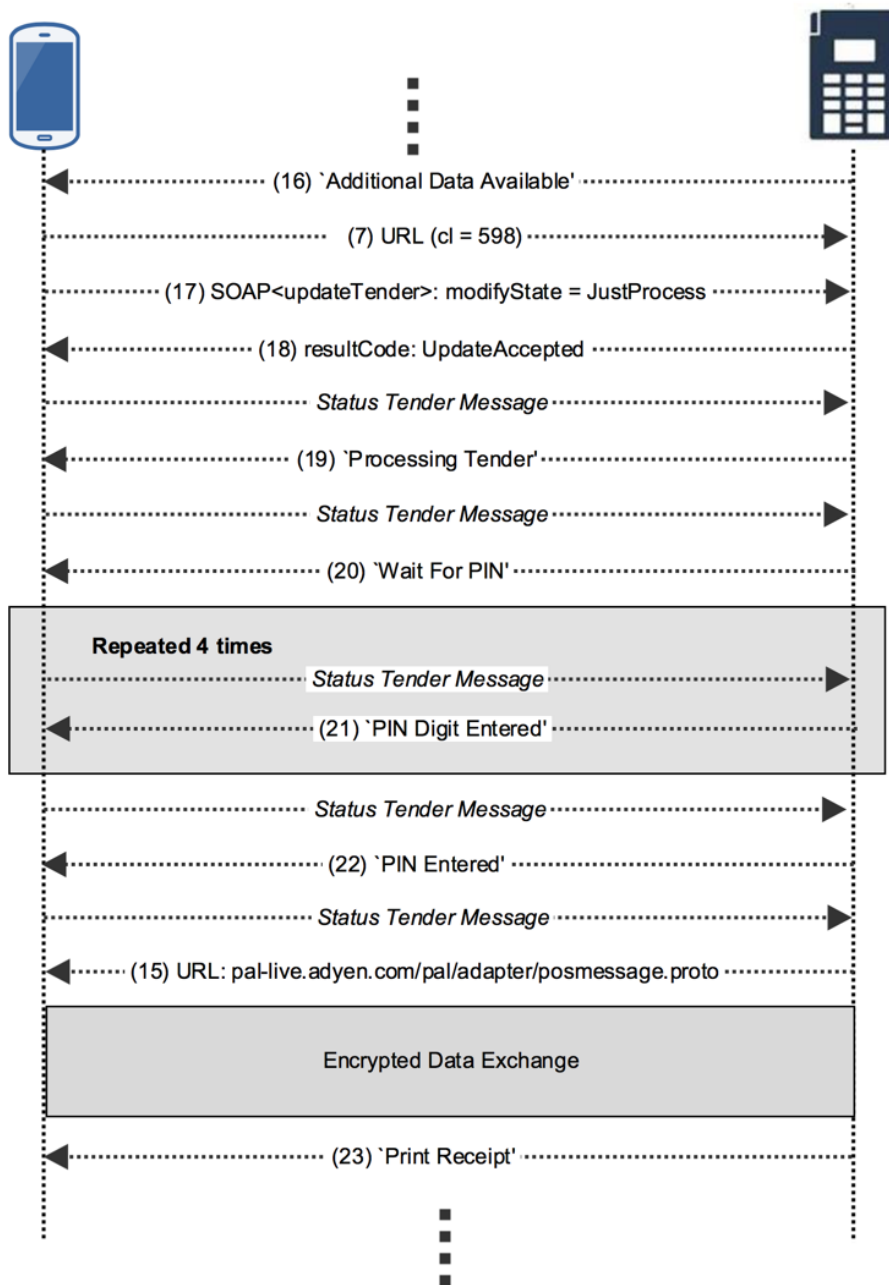 (16) `Additional Data Available'
(7) URL (cl = 598)
(17) SOAP<updateTender>: modifyState = JustProcess
(18) resultCode: UpdateAccepted
Status Tender Message
(19) `Processing Tender'
Status Tender Message
(20) `Wait For PIN'
Repeated 4 times
Status Tender Message
(21) `PIN Digit Entered'
Status Tender Message
(22) `PIN Entered'
Status Tender Message
(15) URL: pal-live.adyen.com/pal/adapter/posmessage.proto
Encrypted Data Exchange
(23) `Print Receipt'